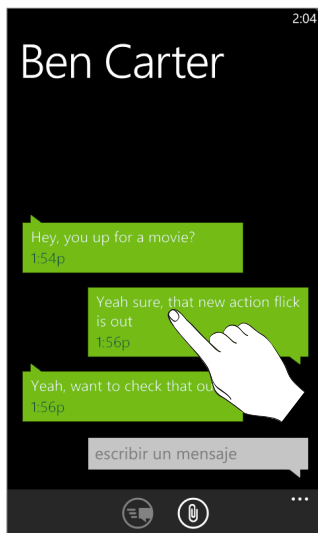 2:04
Ben Carter
Hey, you up for a movie?
1:54p
Yeah sure, that new action flick
is out
1:56p
Yeah, want to check that
1:56p
escribir un mensaje